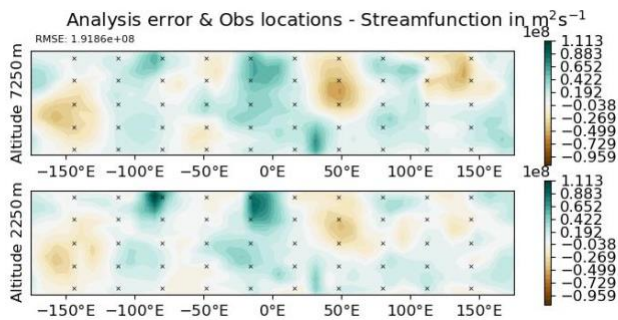 Analysis error & Obs locations - Streamfunction in m²s⁻¹
RMSE: 1.9186e+08
1e8
Altitude 7250 m
1.113
0.883
0.652
0.422
0.192
−0.038
−0.269
−0.499
−0.729
−0.959
−150°E −100°E −50°E 0°E 50°E 100°E 150°E
1e8
Altitude 2250 m
1.113
0.883
0.652
0.422
0.192
−0.038
−0.269
−0.499
−0.729
−0.959
−150°E −100°E −50°E 0°E 50°E 100°E 150°E